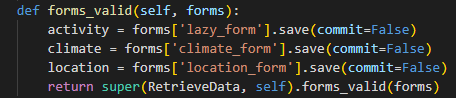 def forms_valid(self, forms):
    activity = forms['lazy_form'].save(commit=False)
    climate = forms['climate_form'].save(commit=False)
    location = forms['location_form'].save(commit=False)
    return super(RetrieveData, self).forms_valid(forms)